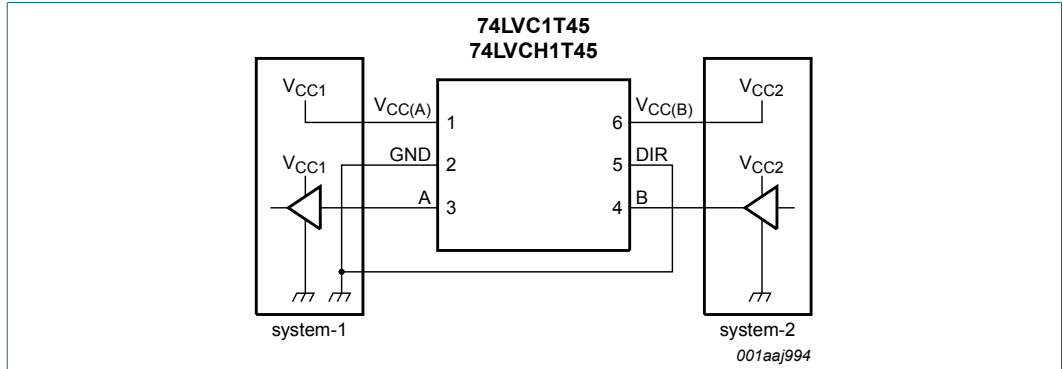 74LVC1T45
74LVCH1T45
VCC1
VCC(A)
1
6
VCC(B)
VCC2
GND
2
5
DIR
VCC1
VCC2
A
3
4
B
system-1
system-2
001aaj994